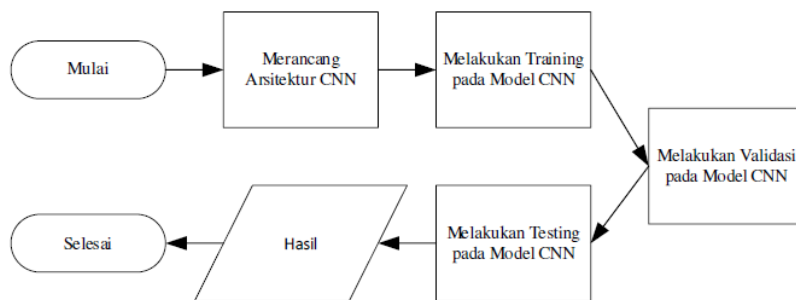 Mulai
Merancang
Arsitektur CNN
Melakukan Training
pada Model CNN
Melakukan Validasi
pada Model CNN
Melakukan Testing
pada Model CNN
Hasil
Selesai